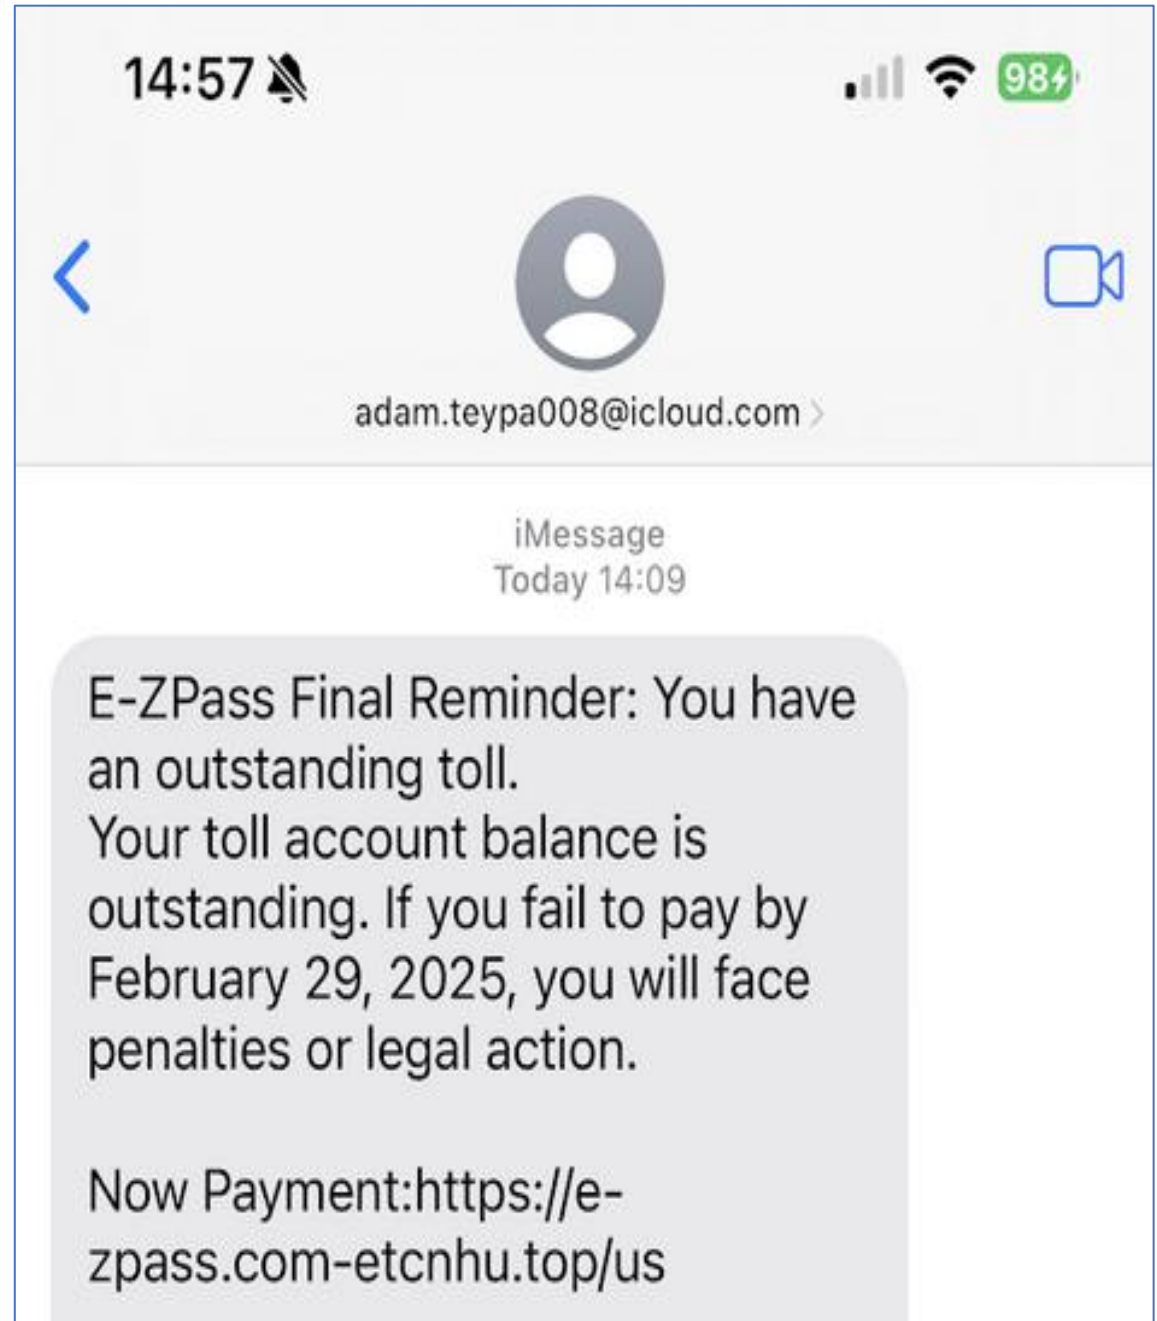 14:57
98
adam.teypa008@icloud.com
iMessage
Today 14:09
E-ZPass Final Reminder: You have
an outstanding toll.
Your toll account balance is
outstanding. If you fail to pay by
February 29, 2025, you will face
penalties or legal action.
Now Payment:https://e-
zpass.com-etcnhu.top/us